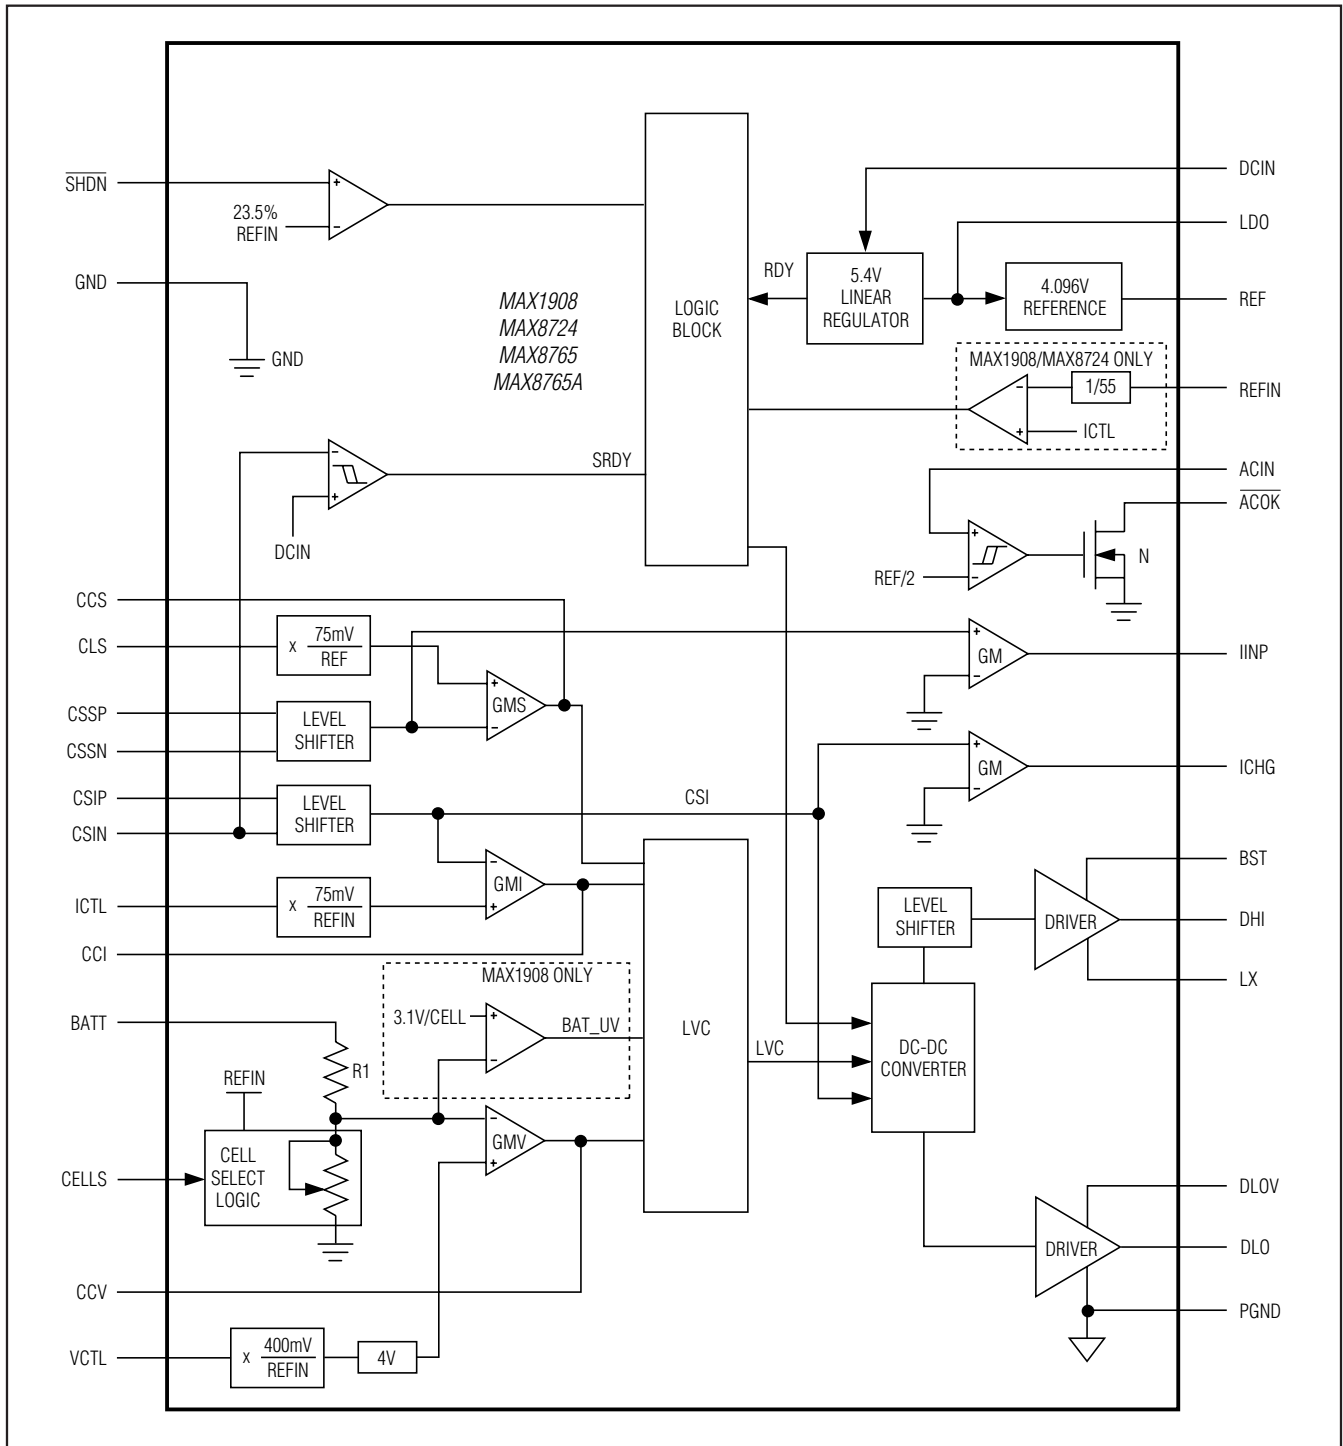 SHDN
23.5%
REFIN
+
−
GND
GND
MAX1908
MAX8724
MAX8765
MAX8765A
LOGIC
BLOCK
RDY
5.4V
LINEAR
REGULATOR
4.096V
REFERENCE
DCIN
LDO
REF
MAX1908/MAX8724 ONLY
−
1/55
+
ICTL
REFIN
−
+
SRDY
DCIN
ACIN
ACOK
+
REF/2
−
N
CCS
CLS
x 75mV
REF
+
GMS
−
CSSP
CSSN
LEVEL
SHIFTER
+
GM
−
IINP
CSIP
CSIN
LEVEL
SHIFTER
CSI
+
GM
−
ICHG
−
GMI
+
ICTL
x 75mV
REFIN
CCI
LEVEL
SHIFTER
DRIVER
BST
DHI
LX
MAX1908 ONLY
3.1V/CELL
+
−
BAT_UV
LVC
LVC
DC-DC
CONVERTER
BATT
R1
REFIN
CELLS
CELL
SELECT
LOGIC
−
GMV
+
CCV
VCTL
x 400mV
REFIN
4V
DRIVER
DLOV
DLO
PGND